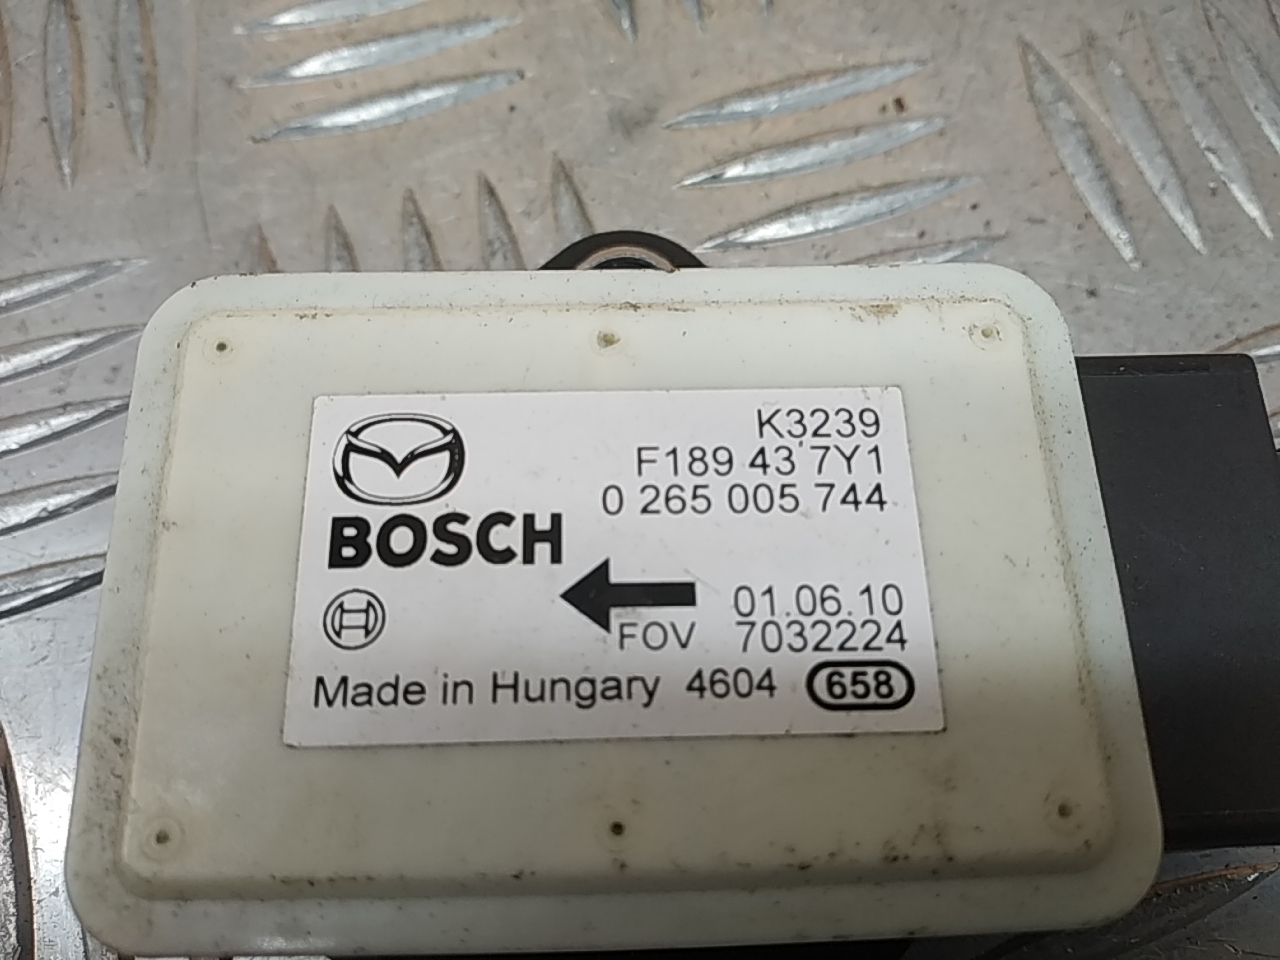 K3239
F189 43 7Y1
0 265 005 744
BOSCH
01.06.10
FOV 7032224
Made in Hungary 4604 658